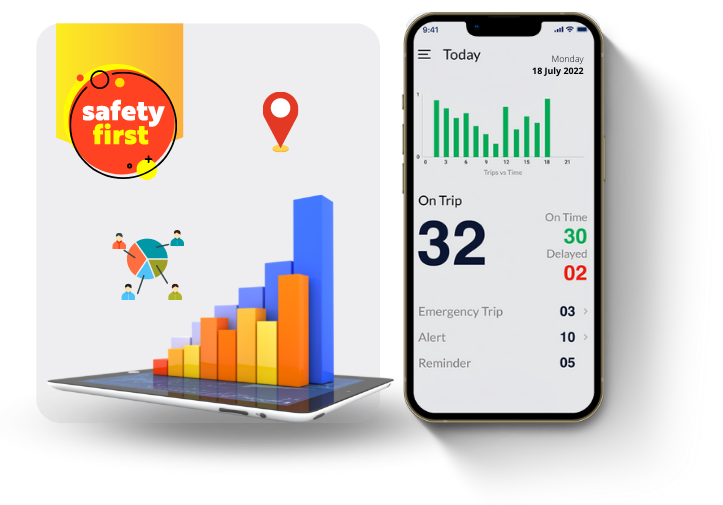 safety
first
9:41
Today
Monday
18 July 2022
1
0
0 3 6 9 12 15 18 21
Trips vs Time
On Trip
32
On Time
30
Delayed
02
Emergency Trip 03
Alert 10
Reminder 05